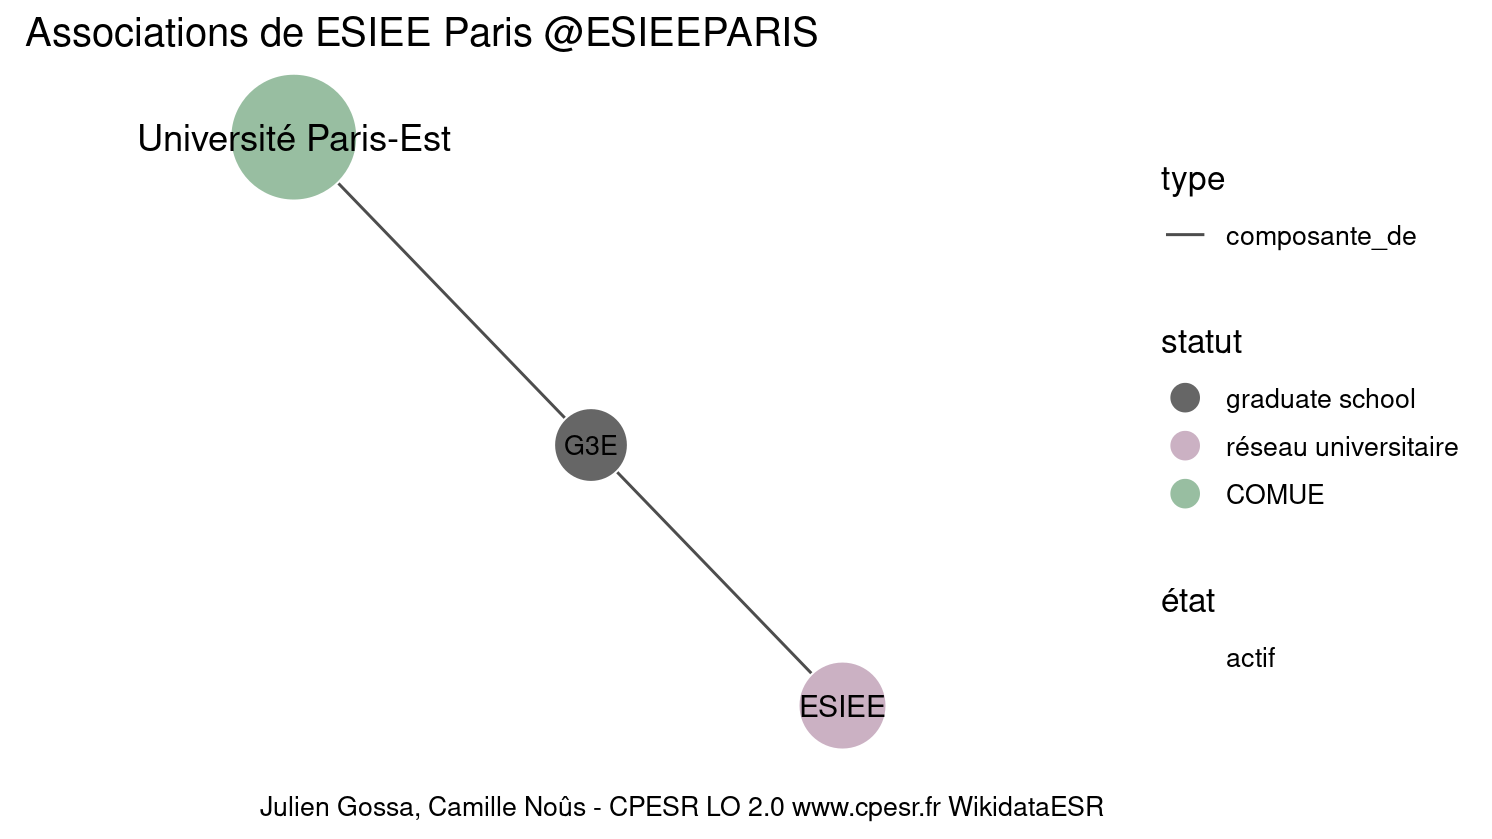 Associations de ESIEE Paris @ESIEEPARIS
Université Paris-Est
G3E
ESIEE
type
composante_de
statut
graduate school
réseau universitaire
COMUE
état
actif
Julien Gossa, Camille Noûs - CPESR LO 2.0 www.cpesr.fr WikidataESR